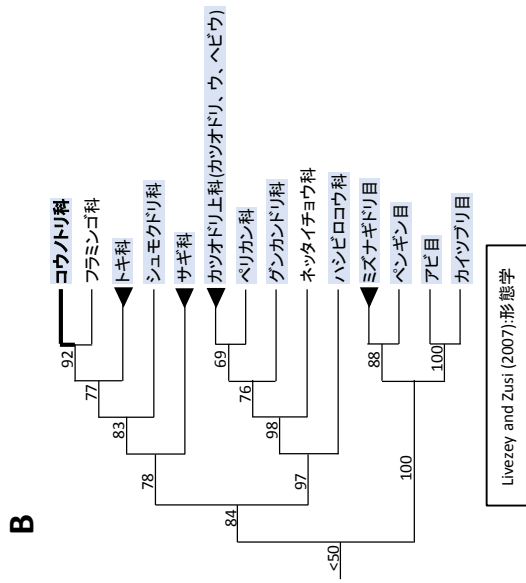 B
コウノトリ科
フラミンゴ科
トキ科
シュモクドリ科
サギ科
カツオドリ上科(カツオドリ、ウ、ヘビウ)
ペリカン科
グンカンドリ科
ネッタイチョウ科
ハシビロコウ科
ミズナギドリ目
ペンギン目
アビ目
カイツブリ目
92
77
83
78
69
76
98
97
84
88
100
100
<50
Livezey and Zusi (2007):形態学